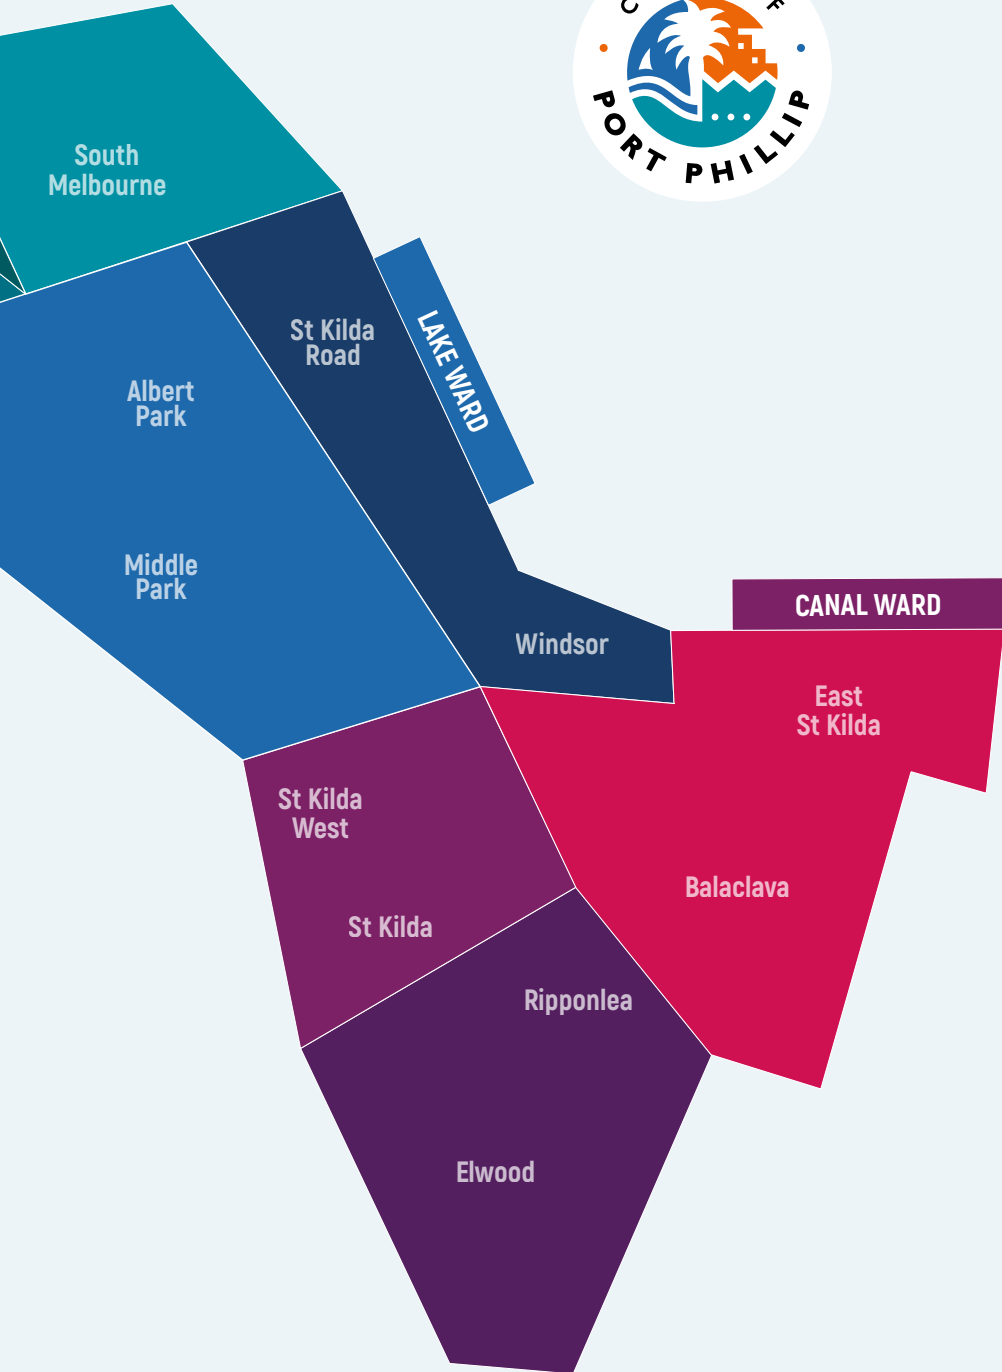 PORT PHILLIP
South
Melbourne
St Kilda
Road
LAKE WARD
Albert
Park
Middle
Park
CANAL WARD
Windsor
East
St Kilda
St Kilda
West
Balaclava
St Kilda
Ripponlea
Elwood